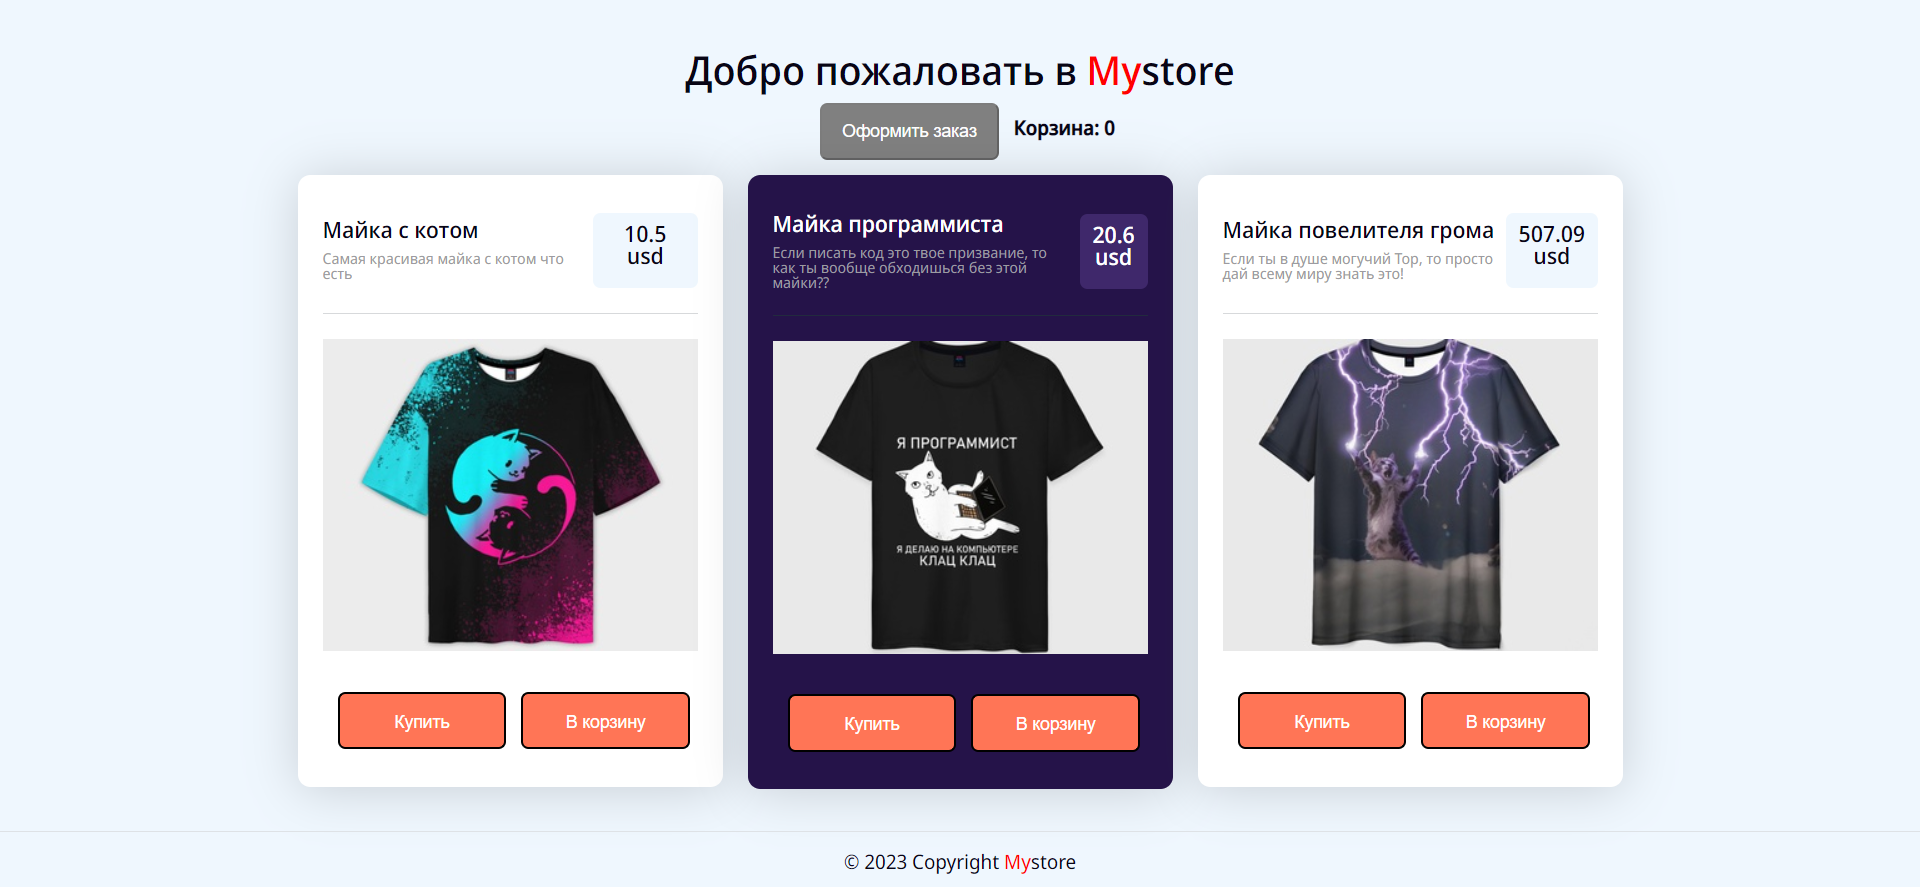 Добро пожаловать в Mystore
Оформить заказ
Корзина: 0
Майка с котом
Самая красивая майка с котом что
есть
10.5
usd
Купить
В корзину
Майка программиста
Если писать код это твое призвание, то
как ты вообще обходишься без этой
майки??
20.6
usd
Я ПРОГРАММИСТ
Я ДЕЛАЮ НА КОМПЬЮТЕРЕ
КЛАЦ КЛАЦ
Купить
В корзину
Майка повелителя грома
Если ты в душе могучий Тор, то просто
дай всему миру знать это!
507.09
usd
Купить
В корзину
© 2023 Copyright Mystore